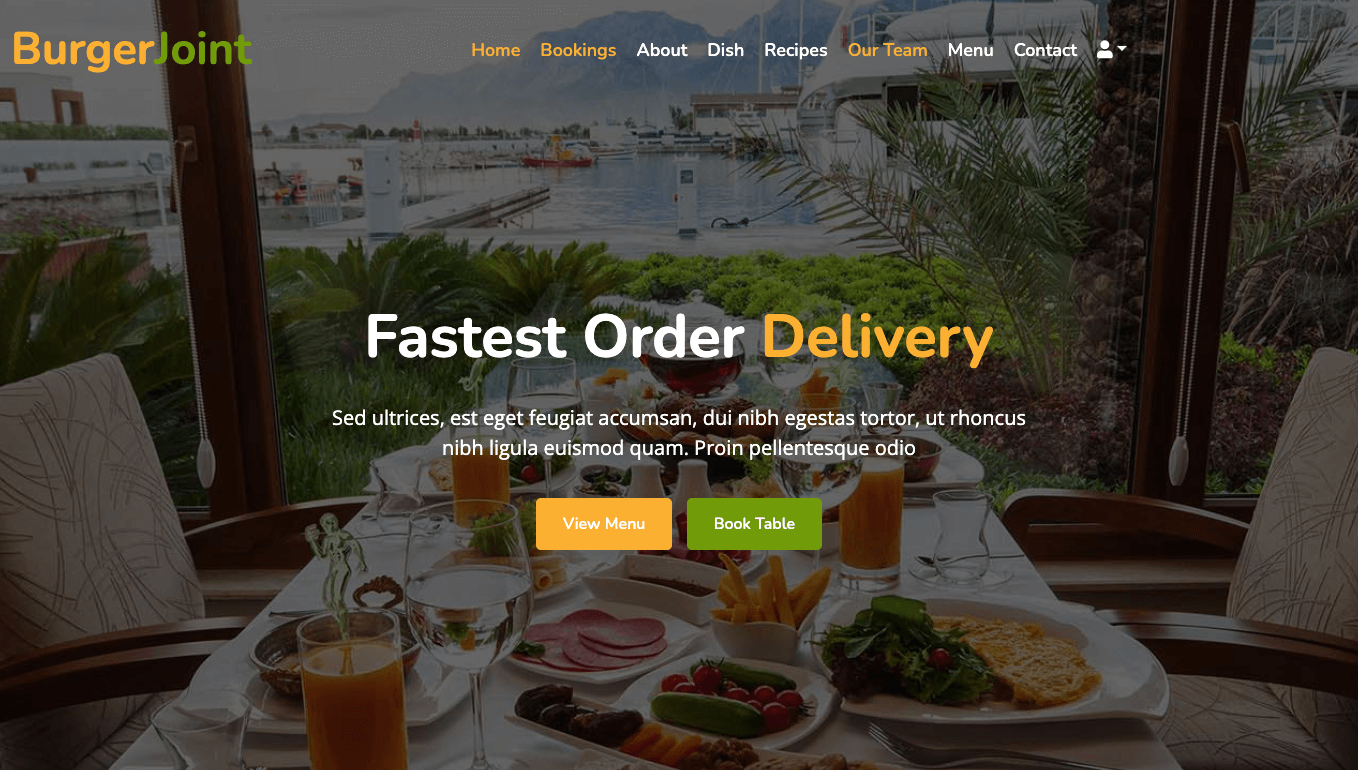 BurgerJoint
Home Bookings About Dish Recipes Our Team Menu Contact
Fastest Order Delivery
Sed ultrices, est eget feugiat accumsan, dui nibh egestas tortor, ut rhoncus
nibh ligula euismod quam. Proin pellentesque odio
View Menu Book Table